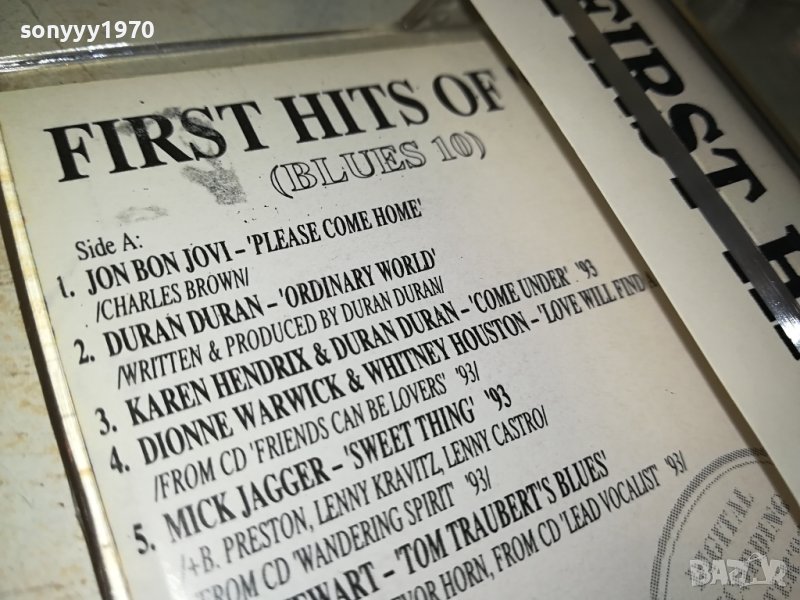 sonyyy1970
FIRST HITS OF '
(BLUES 10)
Side A:
1. JON BON JOVI – 'PLEASE COME HOME'
/CHARLES BROWN/
2. DURAN DURAN – 'ORDINARY WORLD'
/WRITTEN & PRODUCED BY DURAN DURAN/
3. KAREN HENDRIX & DURAN DURAN – 'COME UNDER' '93
4. DIONNE WARWICK & WHITNEY HOUSTON – 'LOVE WILL FIND A
/FROM CD 'FRIENDS CAN BE LOVERS' '93/
5. MICK JAGGER – 'SWEET THING' '93
/+B. PRESTON, LENNY KRAVITZ, LENNY CASTRO/
FROM CD 'WANDERING SPIRIT' '93/
EWART – 'TOM TRAUBERT'S BLUES'
VOR HORN, FROM CD 'LEAD VOCALIST' '93/
FIRST H
BAZAR